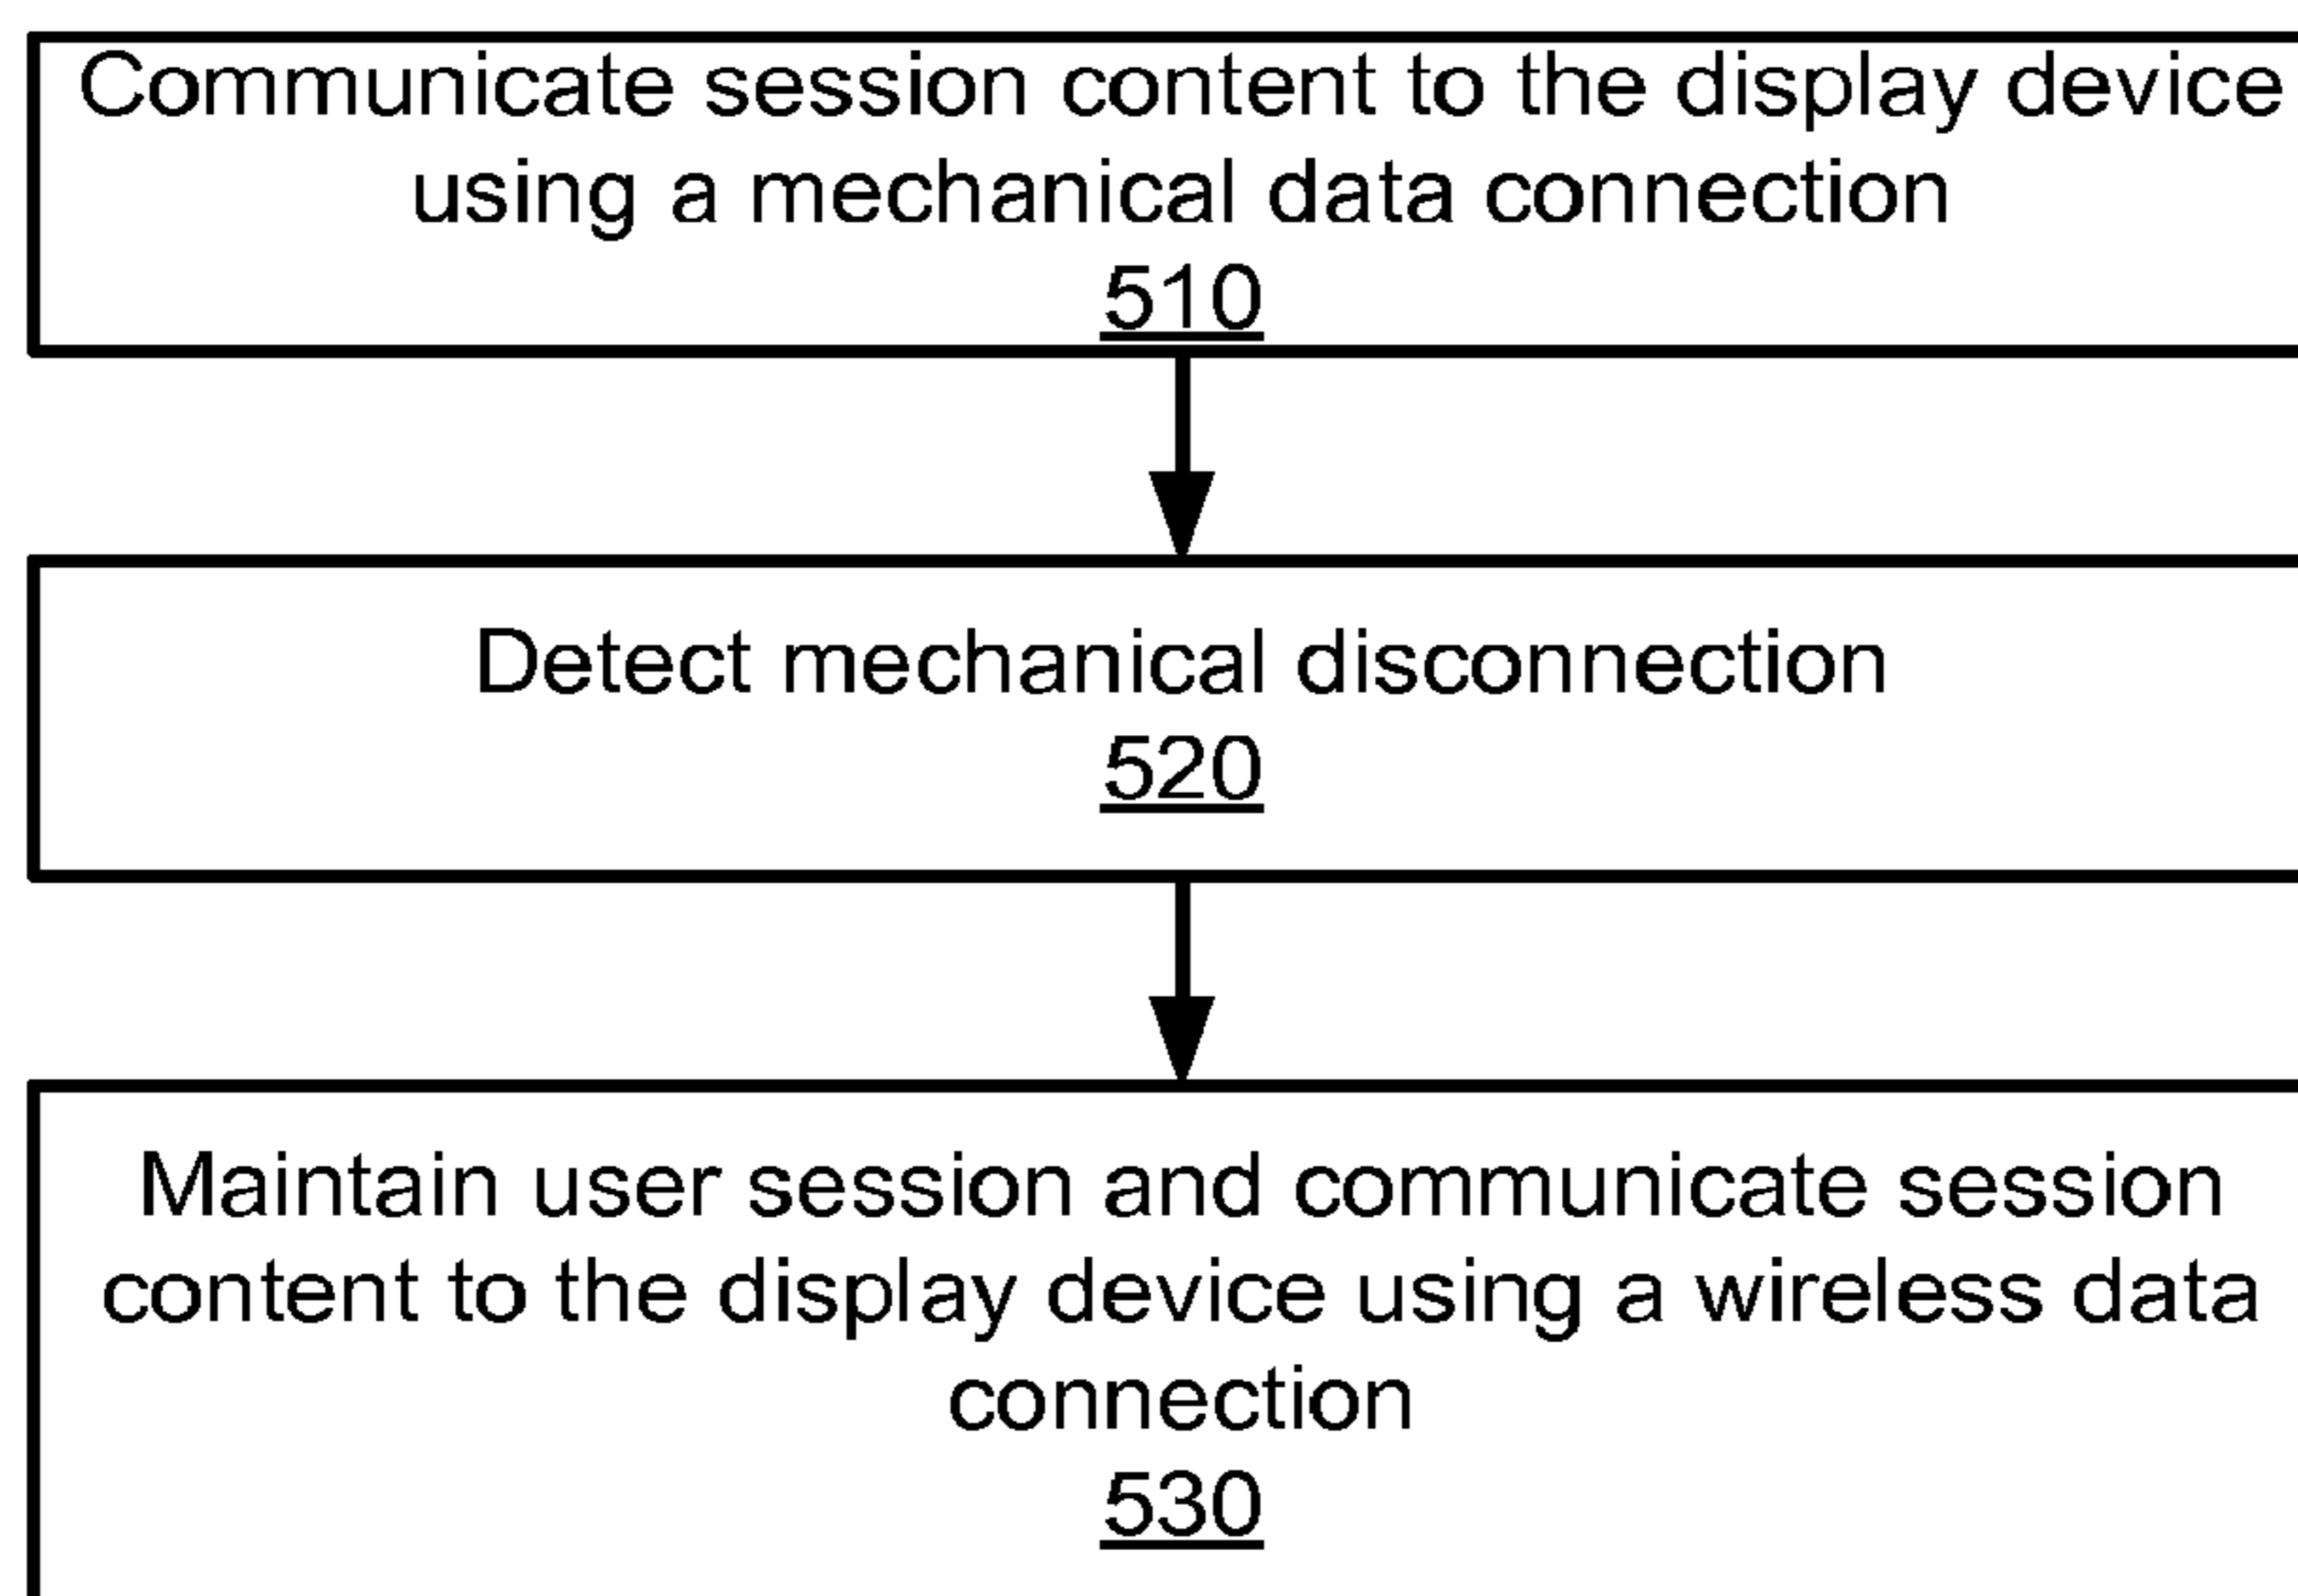 Communicate session content to the display device
using a mechanical data connection
510
Detect mechanical disconnection
520
Maintain user session and communicate session
content to the display device using a wireless data
connection
530